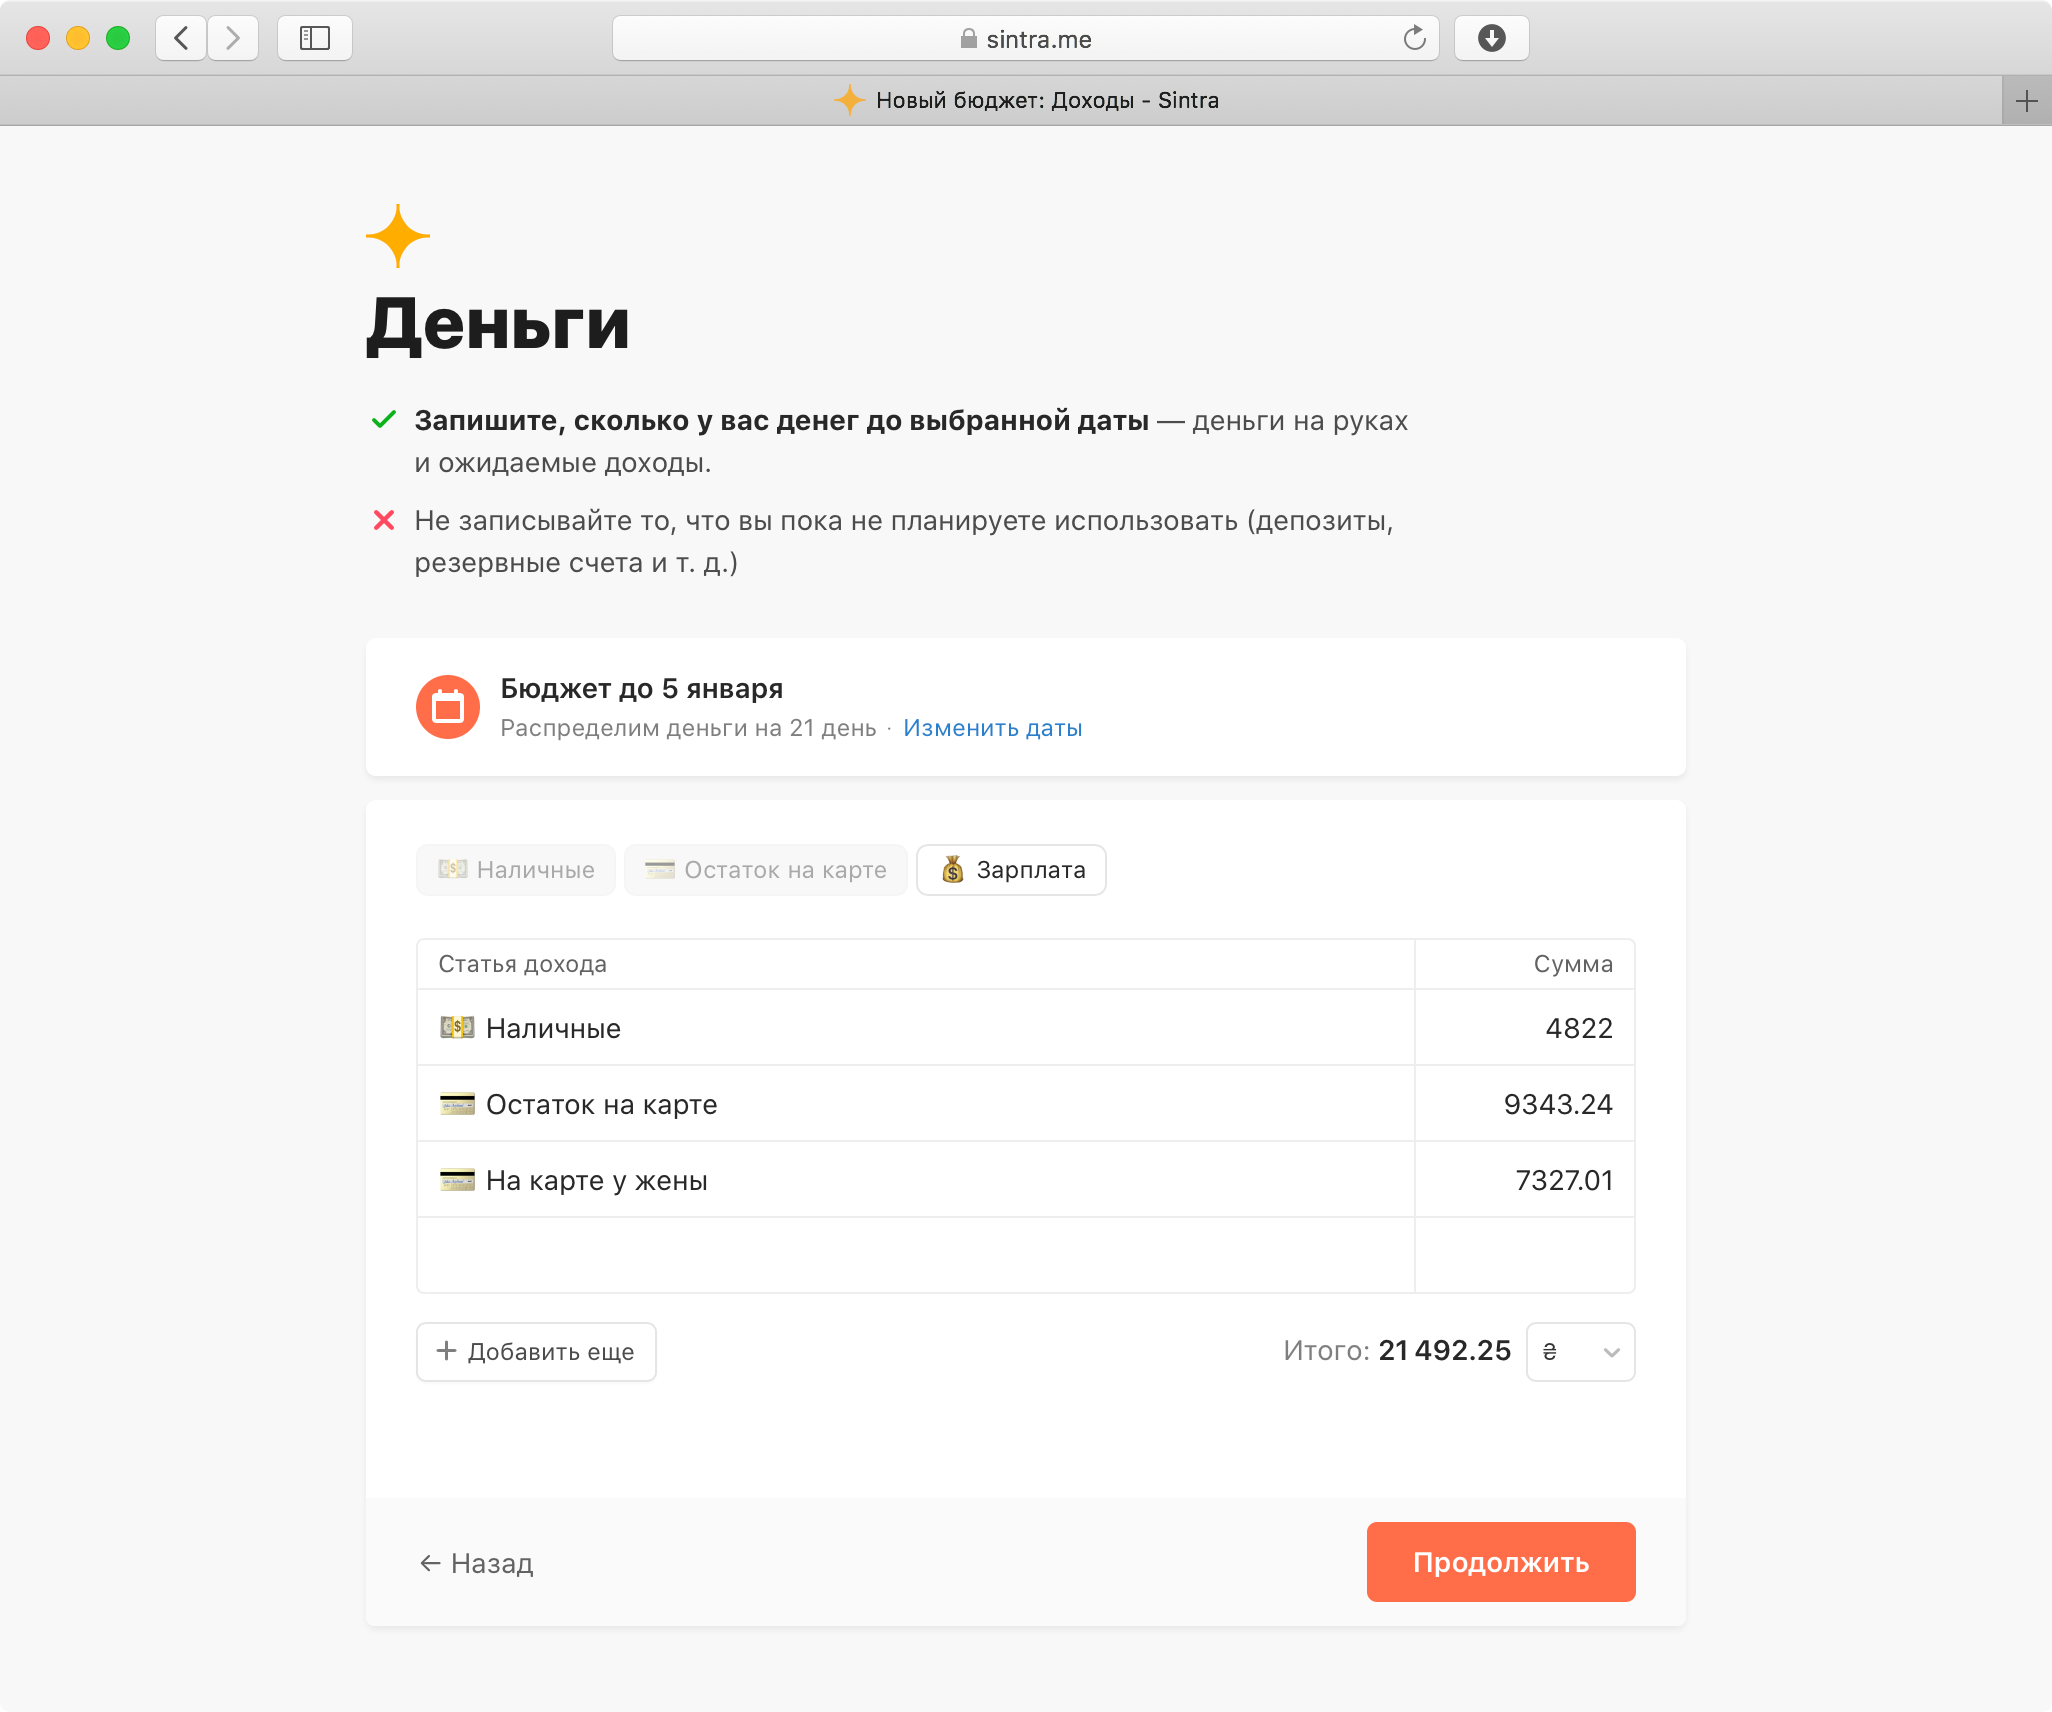 sintra.me
Новый бюджет: Доходы - Sintra
Деньги
Запишите, сколько у вас денег до выбранной даты — деньги на руках
и ожидаемые доходы.
Не записывайте то, что вы пока не планируете использовать (депозиты,
резервные счета и т. д.)
Бюджет до 5 января
Распределим деньги на 21 день · Изменить даты
Наличные Остаток на карте Зарплата
Статья дохода Сумма
Наличные 4822
Остаток на карте 9343.24
На карте у жены 7327.01
+ Добавить еще Итого: 21 492.25 ₴
← Назад Продолжить